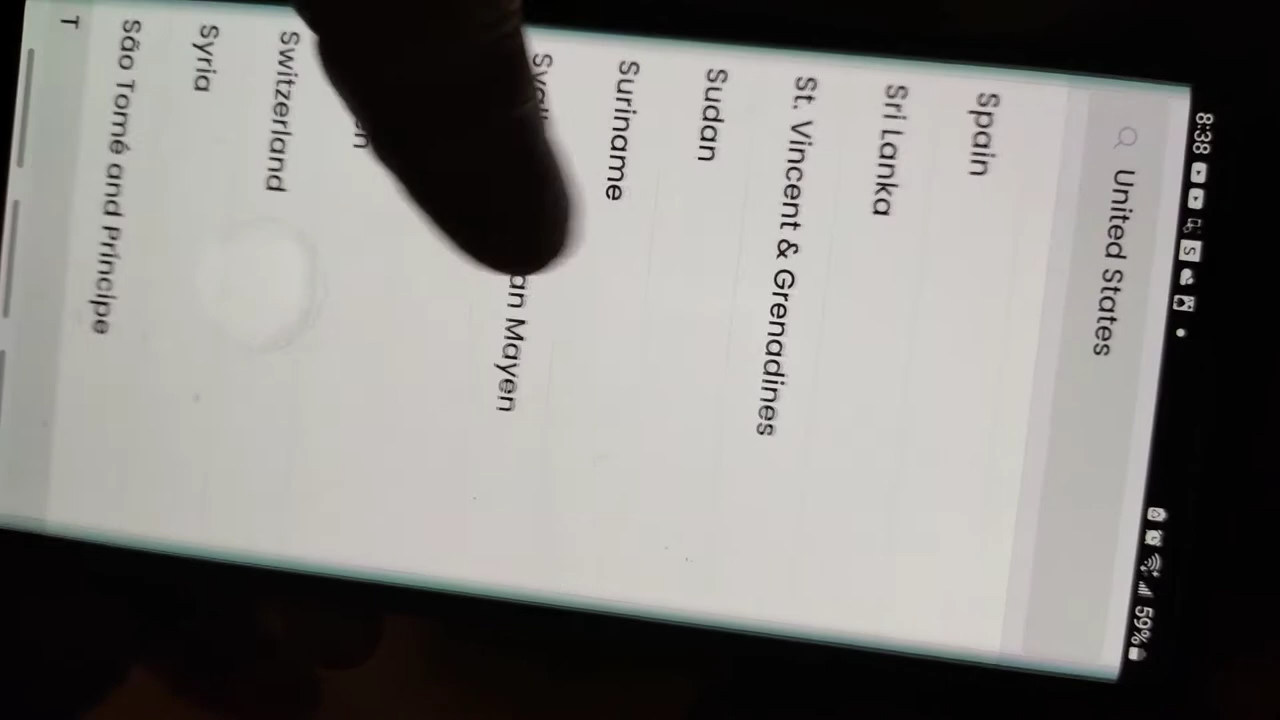 8:38
59%
United States
Spain
Sri Lanka
St. Vincent & Grenadines
Sudan
Suriname
an Mayen
Switzerland
Syria
São Tomé and Príncipe
T